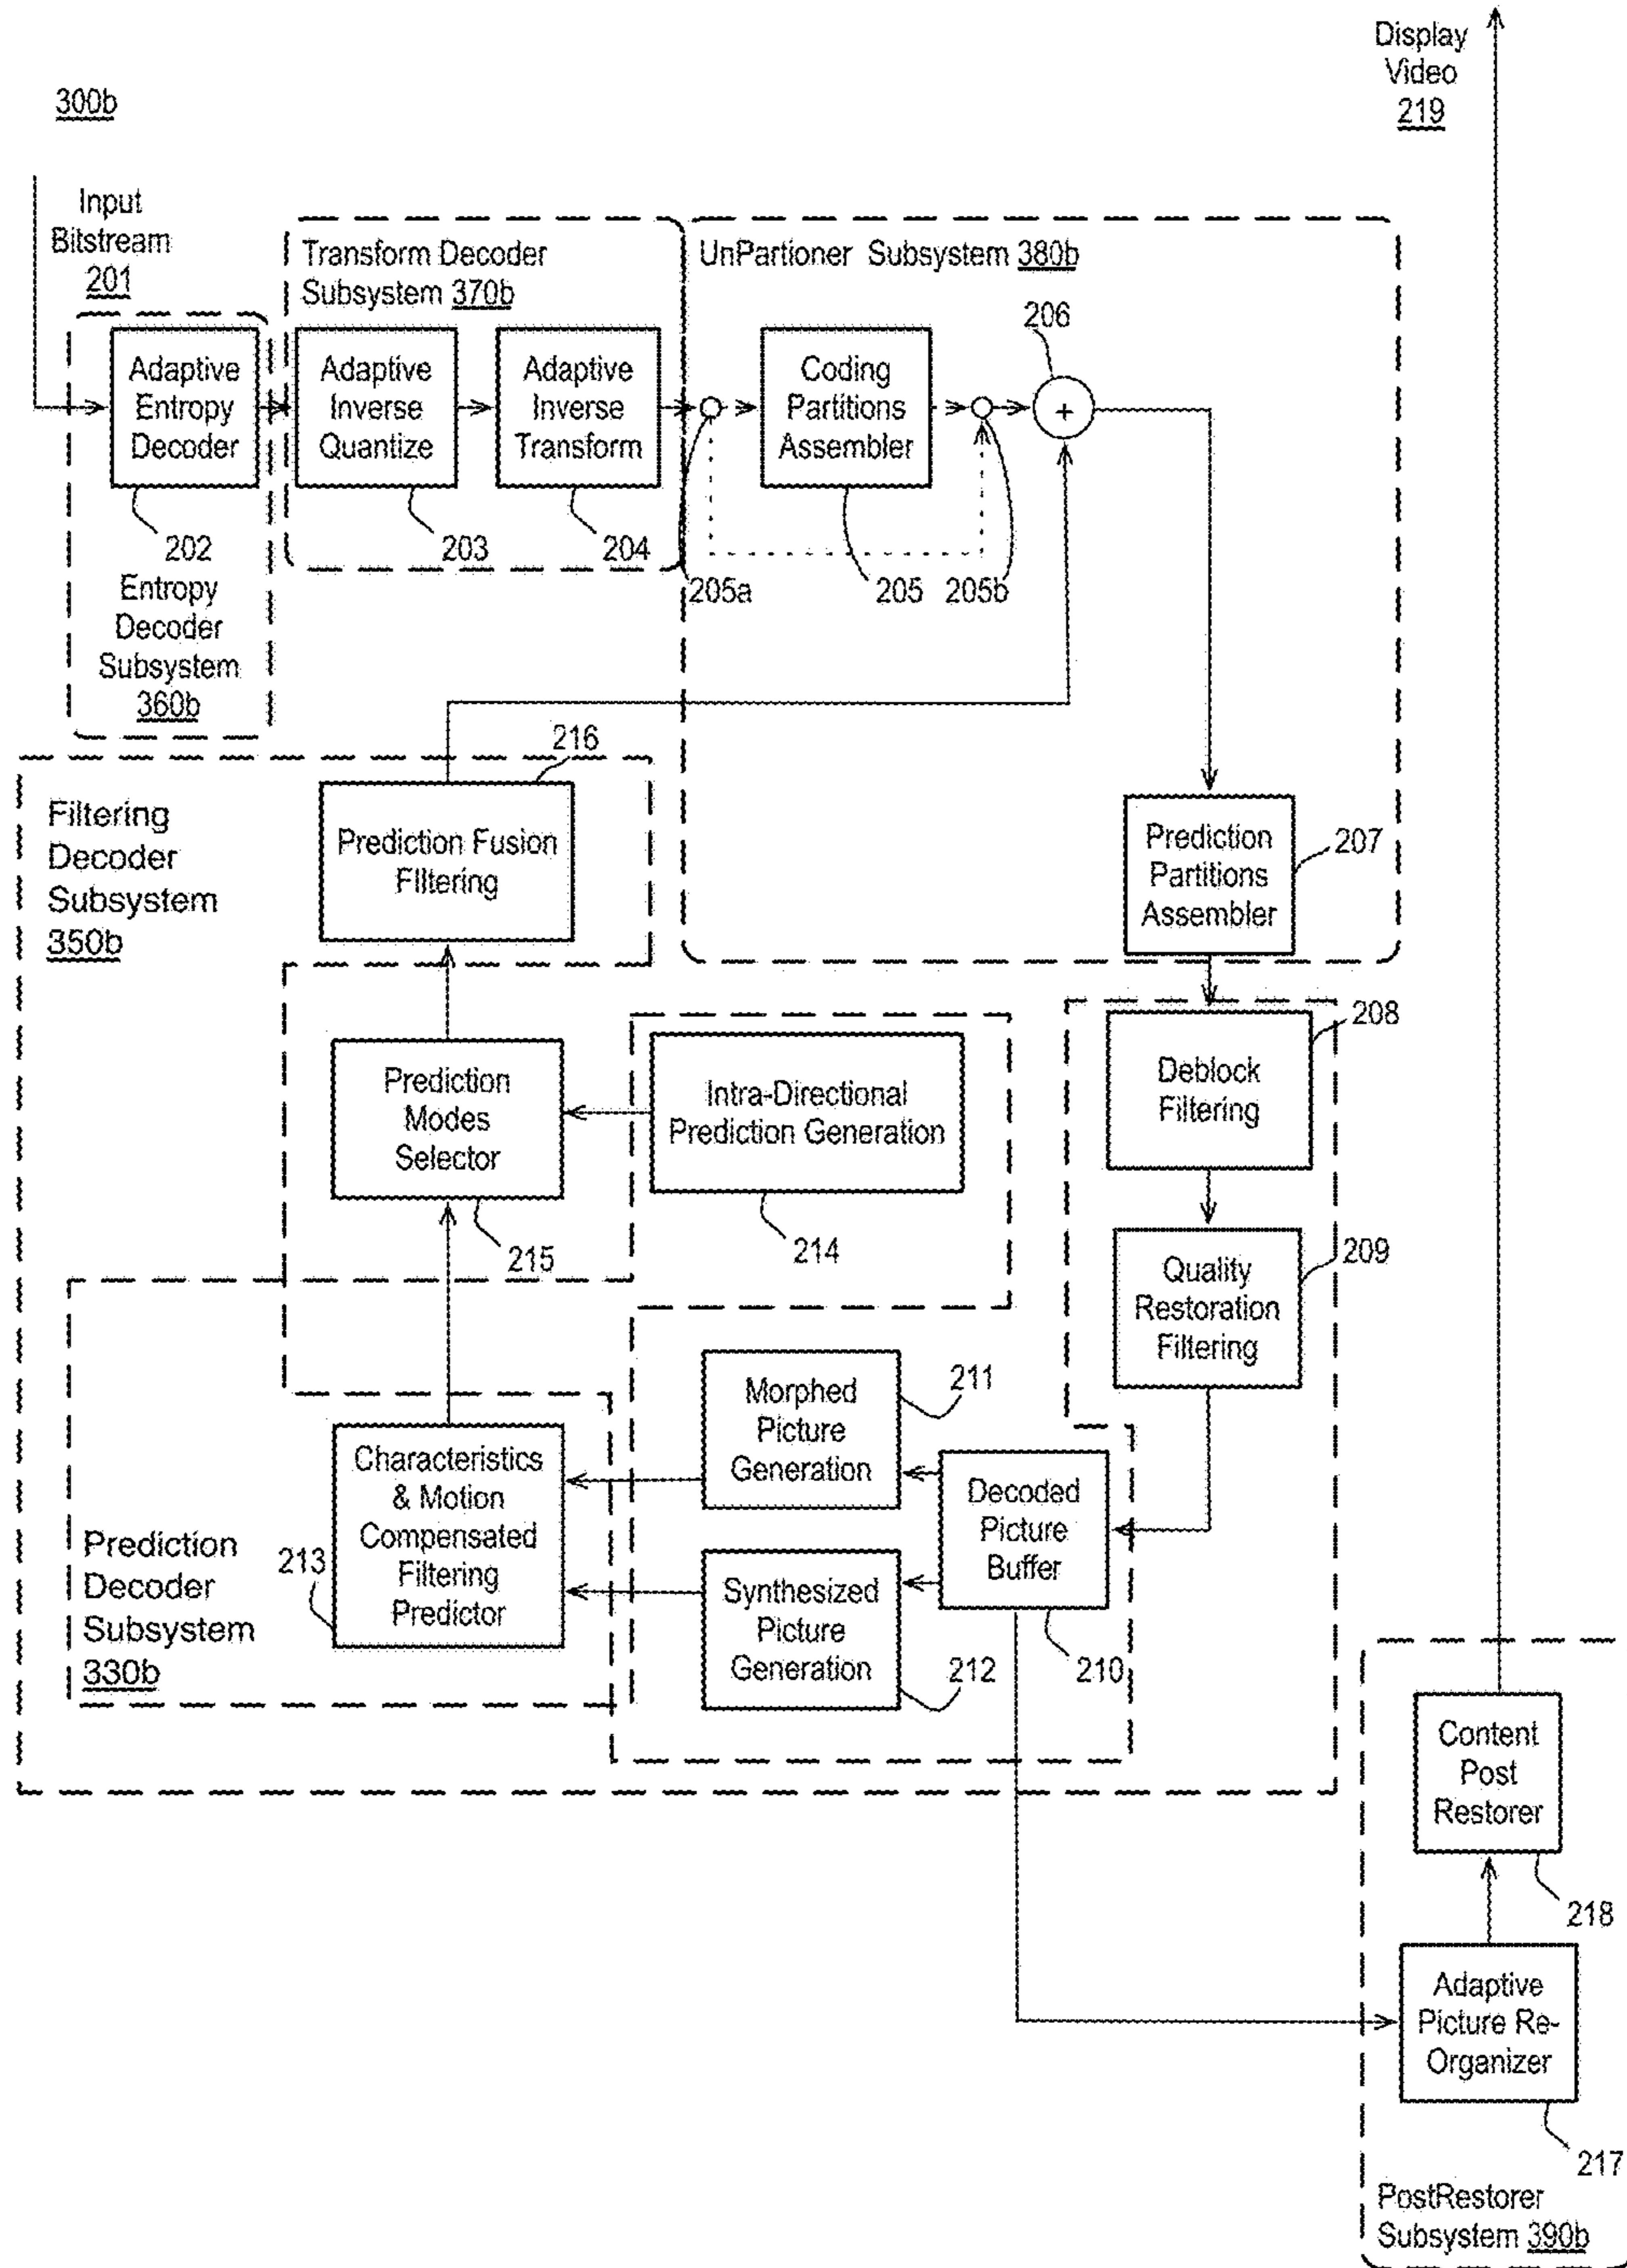 Display
Video
219
300b
Input
Bitstream
201
Transform Decoder
Subsystem 370b
UnPartioner Subsystem 380b
206
Adaptive
Entropy
Decoder
Adaptive
Inverse
Quantize
Adaptive
Inverse
Transform
Coding
Partitions
Assembler
+
202
203
204
205a
205
205b
Entropy
Decoder
Subsystem
360b
216
Filtering
Decoder
Subsystem
350b
Prediction Fusion
FIltering
Prediction
Partitions
Assembler
207
208
Prediction
Modes
Selector
Intra-Directional
Prediction Generation
Deblock
Filtering
215
214
209
Quality
Restoration
Filtering
Morphed
Picture
Generation
211
Characteristics
& Motion
Compensated
Filtering
Predictor
213
Decoded
Picture
Buffer
Prediction
Decoder
Subsystem
330b
Synthesized
Picture
Generation
212
210
Content
Post
Restorer
218
Adaptive
Picture Re-
Organizer
217
PostRestorer
Subsystem 390b